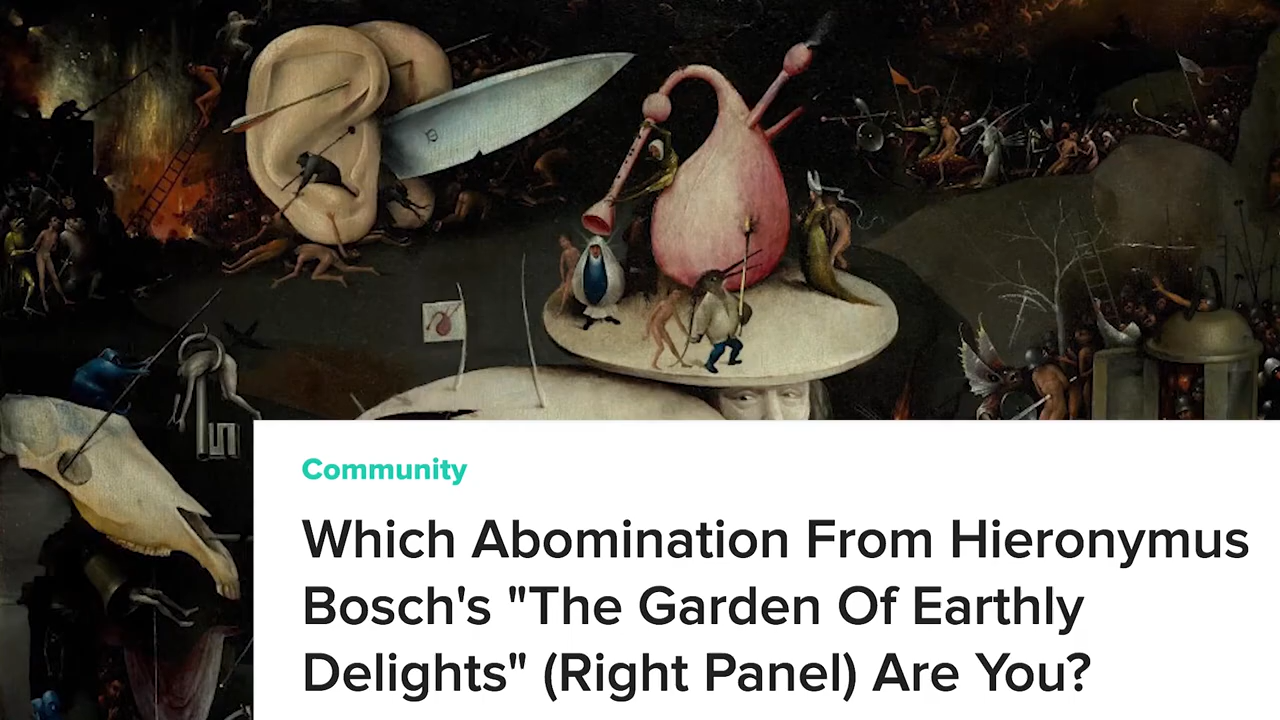 Community
Which Abomination From Hieronymus
Bosch's "The Garden Of Earthly
Delights" (Right Panel) Are You?